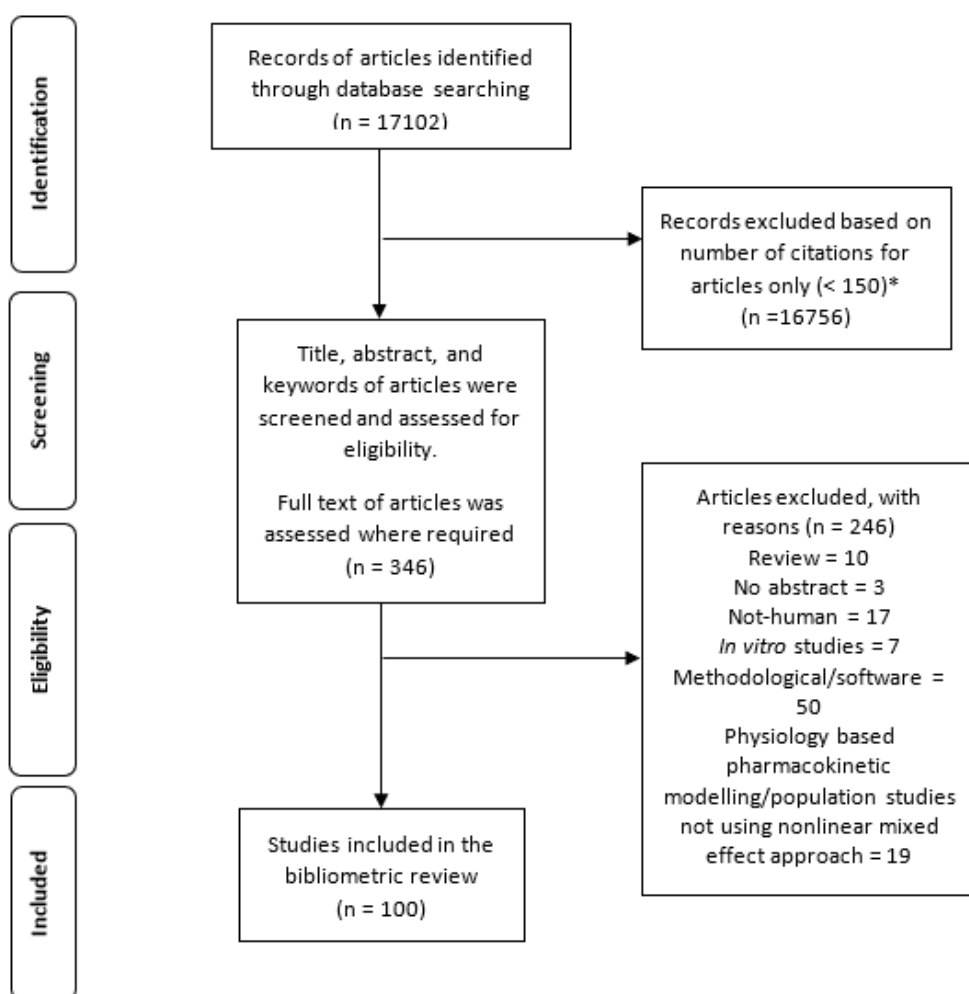 Identification
Records of articles identified
through database searching
(n = 17102)
Records excluded based on
number of citations for
articles only (< 150)*
(n =16756)
Screening
Title, abstract, and
keywords of articles were
screened and assessed for
eligibility.
Full text of articles was
assessed where required
(n = 346)
Eligibility
Articles excluded, with
reasons (n = 246)
Review = 10
No abstract = 3
Not-human = 17
In vitro studies = 7
Methodological/software =
50
Physiology based
pharmacokinetic
modelling/population studies
not using nonlinear mixed
effect approach = 19
Included
Studies included in the
bibliometric review
(n = 100)